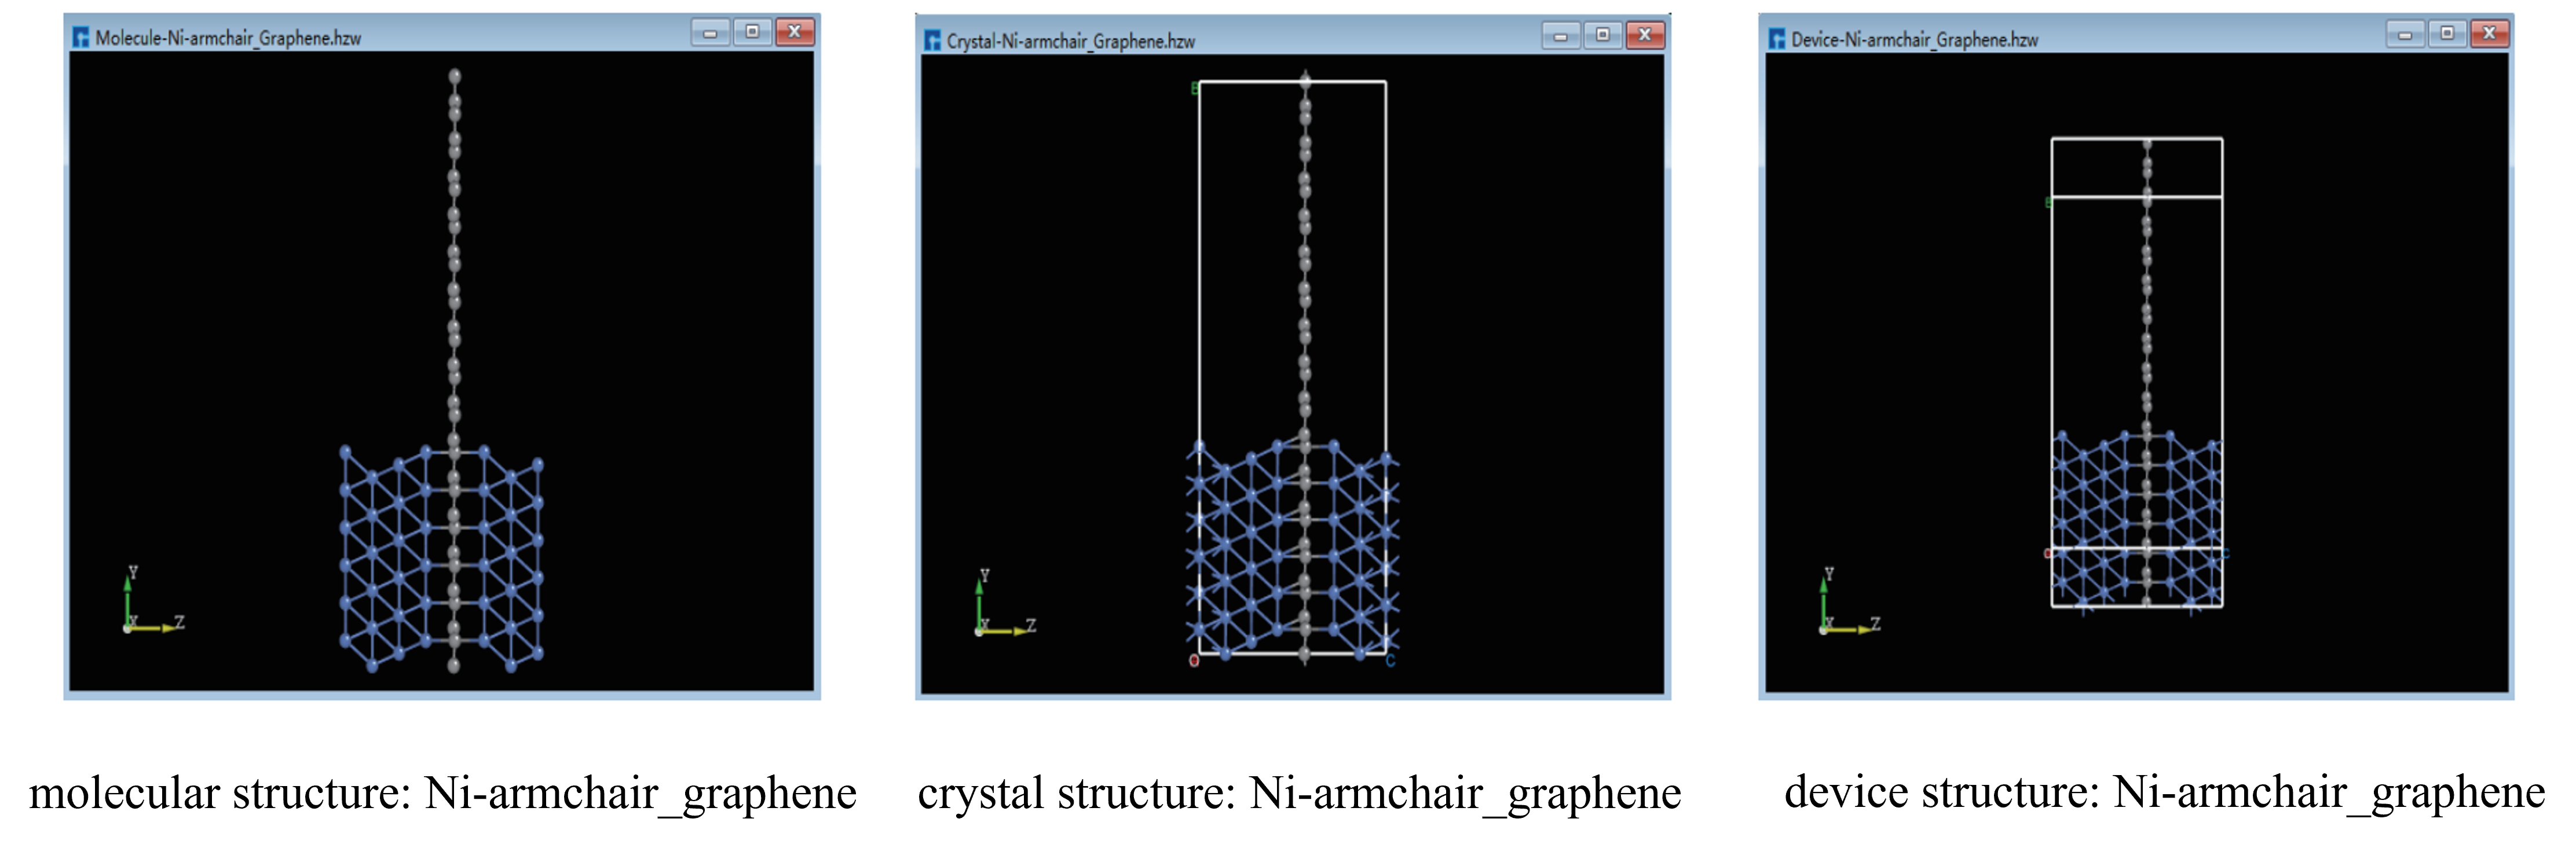 Molecule-Ni-armchair_Graphene.hzw
Crystal-Ni-armchair_Graphene.hzw
Device-Ni-armchair_Graphene.hzw
B
B
Y
X
Z
O
C
Y
X
Z
O
C
Y
X
Z
molecular structure: Ni-armchair_graphene
crystal structure: Ni-armchair_graphene
device structure: Ni-armchair_graphene